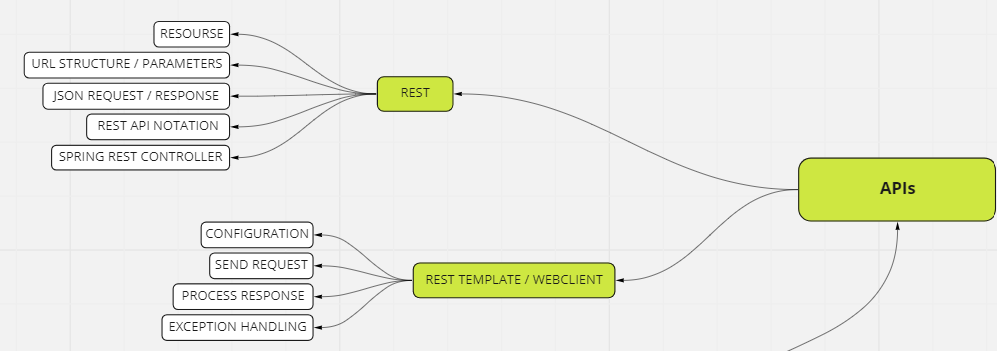 RESOURSE
URL STRUCTURE / PARAMETERS
JSON REQUEST / RESPONSE
REST API NOTATION
SPRING REST CONTROLLER
REST
APIs
CONFIGURATION
SEND REQUEST
PROCESS RESPONSE
EXCEPTION HANDLING
REST TEMPLATE / WEBCLIENT